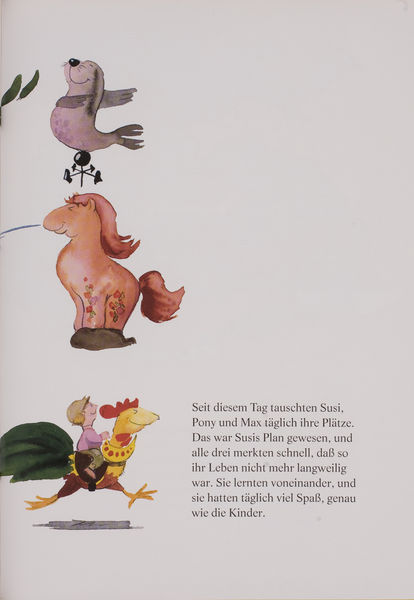 Seit diesem Tag tauschten Susi,
Pony und Max täglich ihre Plätze.
Das war Susis Plan gewesen, und
alle drei merkten schnell, daß so
ihr Leben nicht mehr langweilig
war. Sie lernten voneinander, und
sie hatten täglich viel Spaß, genau
wie die Kinder.